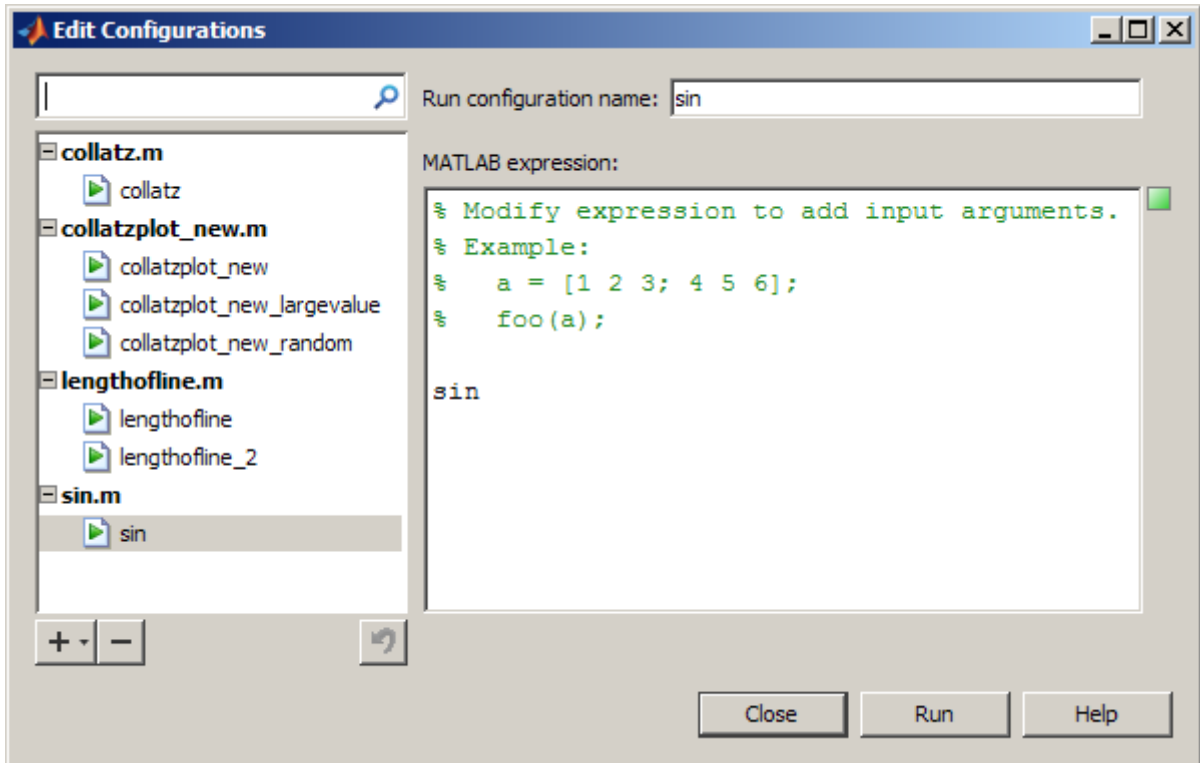 Edit Configurations
Run configuration name: sin
collatz.m
collatz
collatzplot_new.m
collatzplot_new
collatzplot_new_largevalue
collatzplot_new_random
lengthofline.m
lengthofline
lengthofline_2
sin.m
sin
MATLAB expression:
% Modify expression to add input arguments.
% Example:
%   a = [1 2 3; 4 5 6];
%   foo(a);
sin
Close Run Help